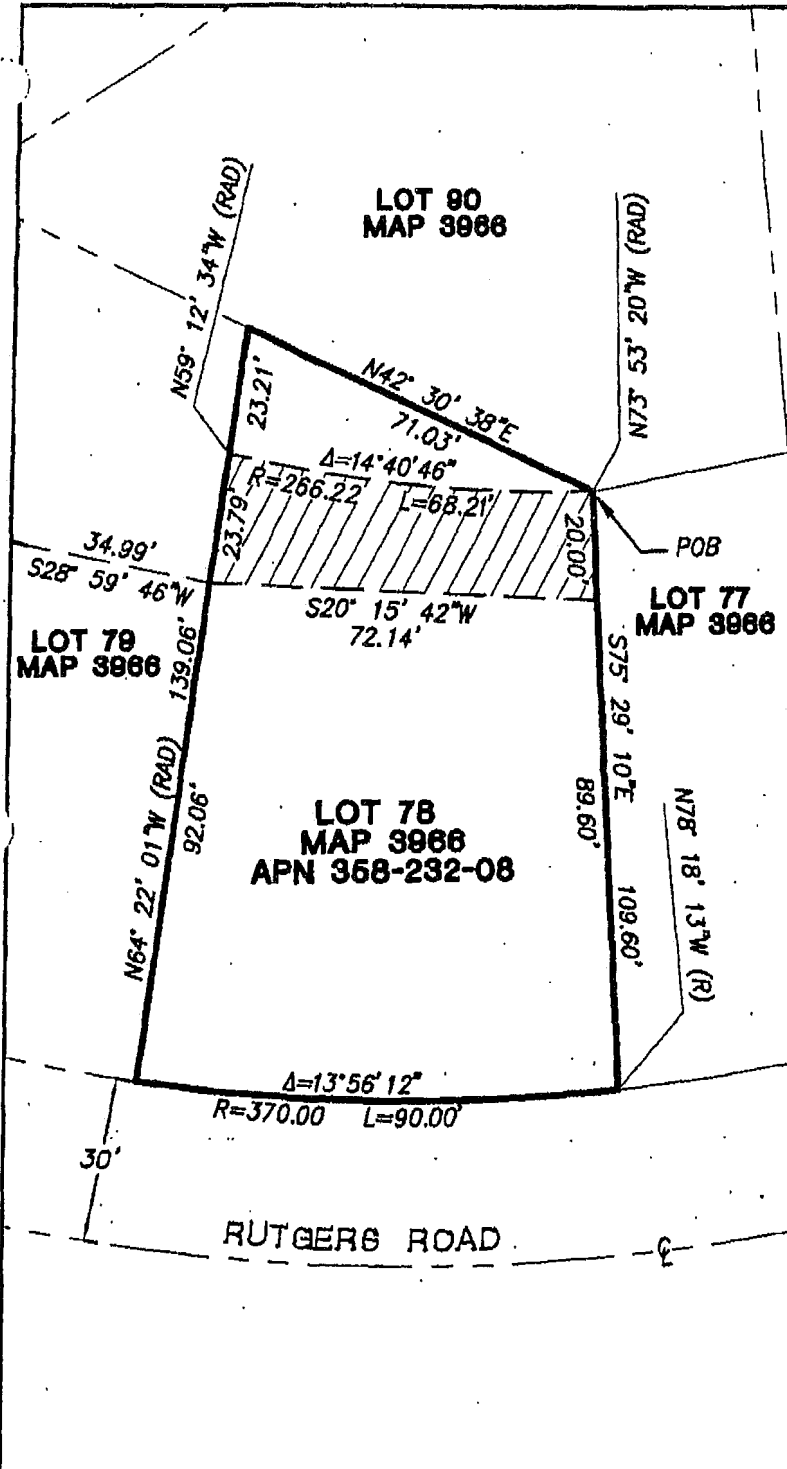 LOT 90
MAP 3966
N59° 12' 34"W (RAD)
N73° 53' 20"W (RAD)
N42° 30' 38"E
71.03'
23.21'
Δ=14°40'46"
R=266.22
L=68.21'
23.79'
20.00'
POB
34.99'
S28° 59' 46"W
S20° 15' 42"W
72.14'
LOT 79
MAP 3966
LOT 77
MAP 3966
139.06'
S75° 29' 10"E
N64° 22' 01"W (RAD)
92.06'
89.60'
LOT 78
MAP 3966
APN 358-232-08
109.60'
N78° 18' 13"W (R)
Δ=13°56'12"
R=370.00 L=90.00'
30'
RUTGERS ROAD
℄